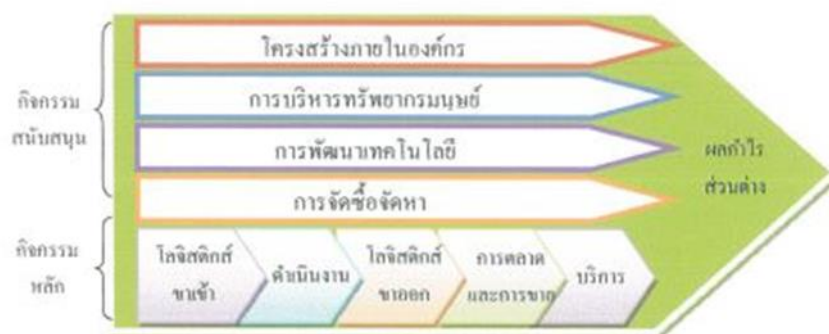 โครงสร้างภายในองค์กร
กิจกรรม
สนับสนุน
การบริหารทรัพยากรมนุษย์
การพัฒนาเทคโนโลยี
การจัดซื้อจัดหา
ผลกำไร
ส่วนต่าง
กิจกรรม
หลัก
โลจิสติกส์
ขาเข้า
ดำเนินงาน
โลจิสติกส์
ขาออก
การตลาด
และการขาย
บริการ